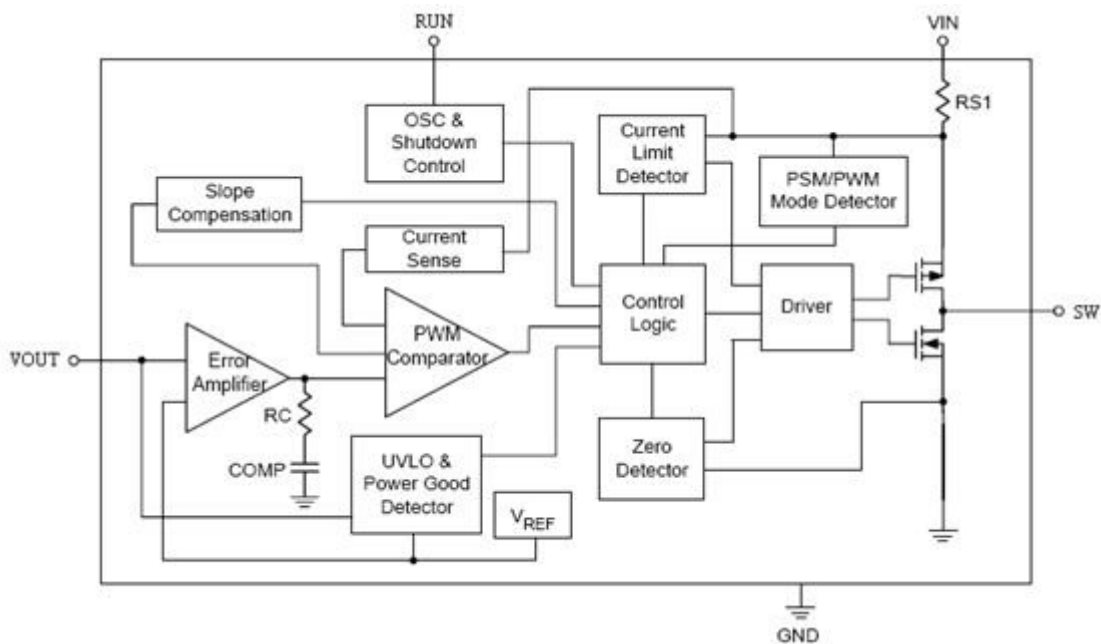 RUN
VIN
RS1
OSC &
Shutdown
Control
Current
Limit
Detector
PSM/PWM
Mode Detector
Slope
Compensation
Current
Sense
Control
Logic
Driver
SW
PWM
Comparator
VOUT
Error
Amplifier
RC
COMP
UVLO &
Power Good
Detector
Zero
Detector
VREF
GND